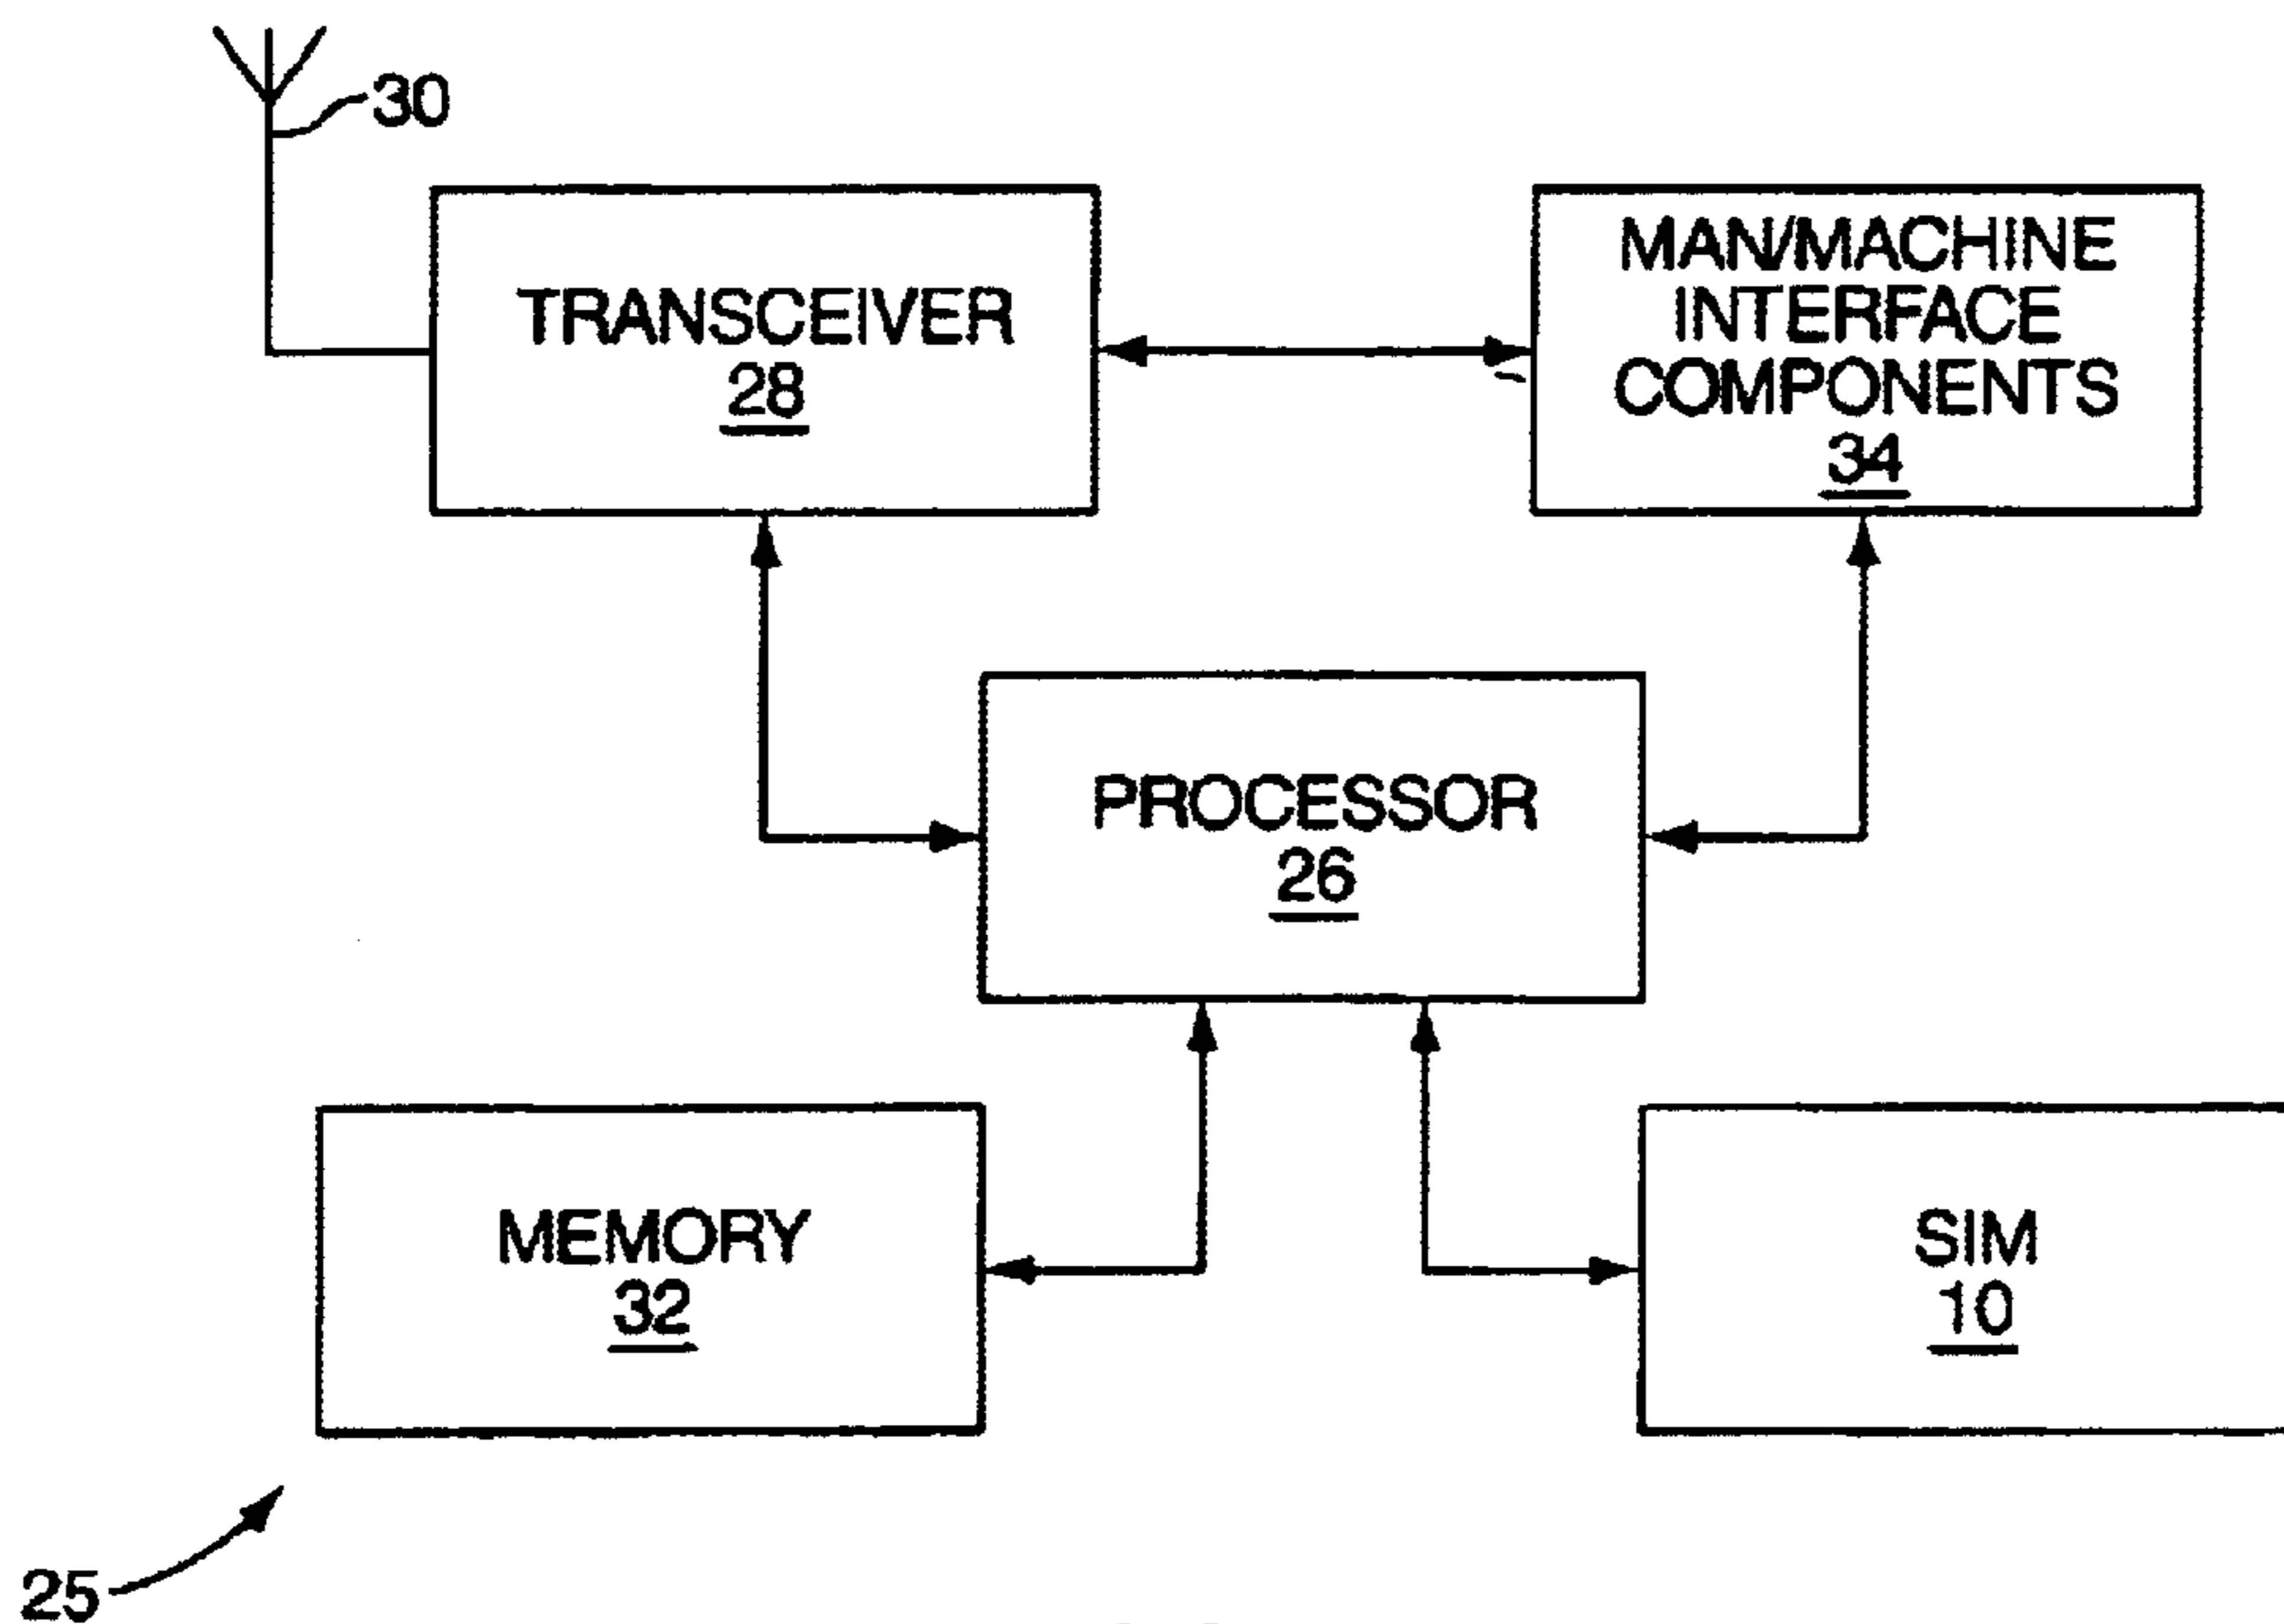 30
TRANSCEIVER
28
MAN/MACHINE
INTERFACE
COMPONENTS
34
PROCESSOR
26
MEMORY
32
SIM
10
25